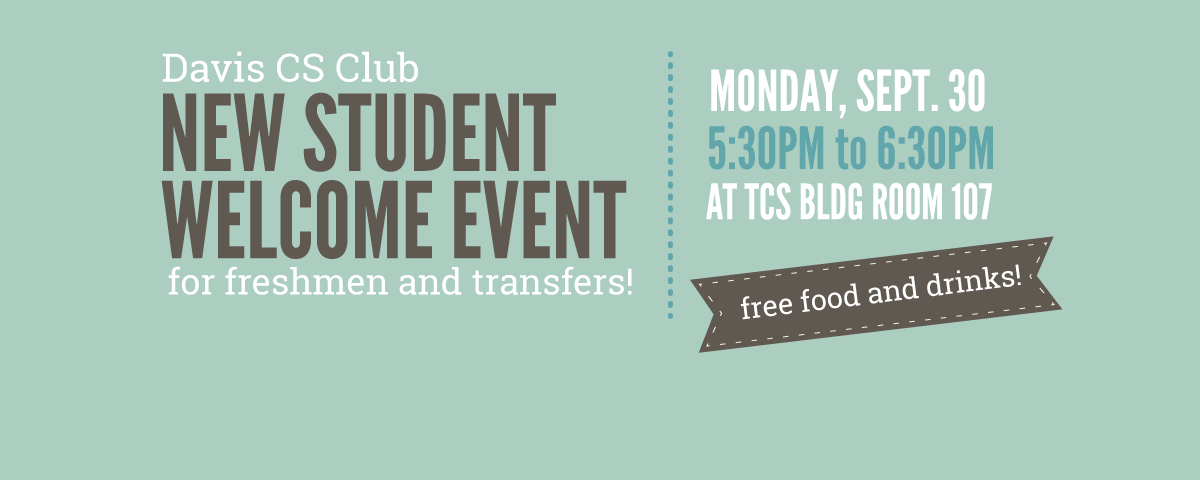 Davis CS Club
NEW STUDENT
WELCOME EVENT
for freshmen and transfers!
MONDAY, SEPT. 30
5:30PM to 6:30PM
AT TCS BLDG ROOM 107
free food and drinks!